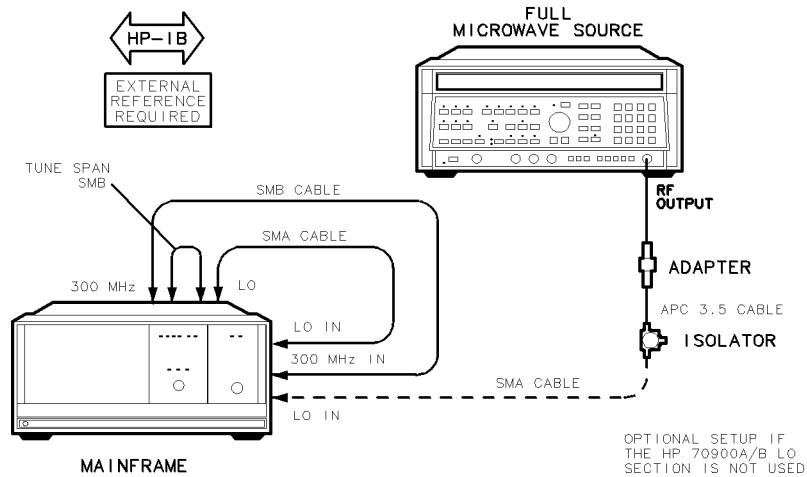 FULL
MICROWAVE SOURCE
HP-IB
EXTERNAL
REFERENCE
REQUIRED
TUNE SPAN
SMB
SMB CABLE
RF
OUTPUT
SMA CABLE
300 MHz
LO
ADAPTER
APC 3.5 CABLE
LO IN
ISOLATOR
300 MHz IN
SMA CABLE
LO IN
OPTIONAL SETUP IF
THE HP 70900A/B LO
SECTION IS NOT USED
MAINFRAME